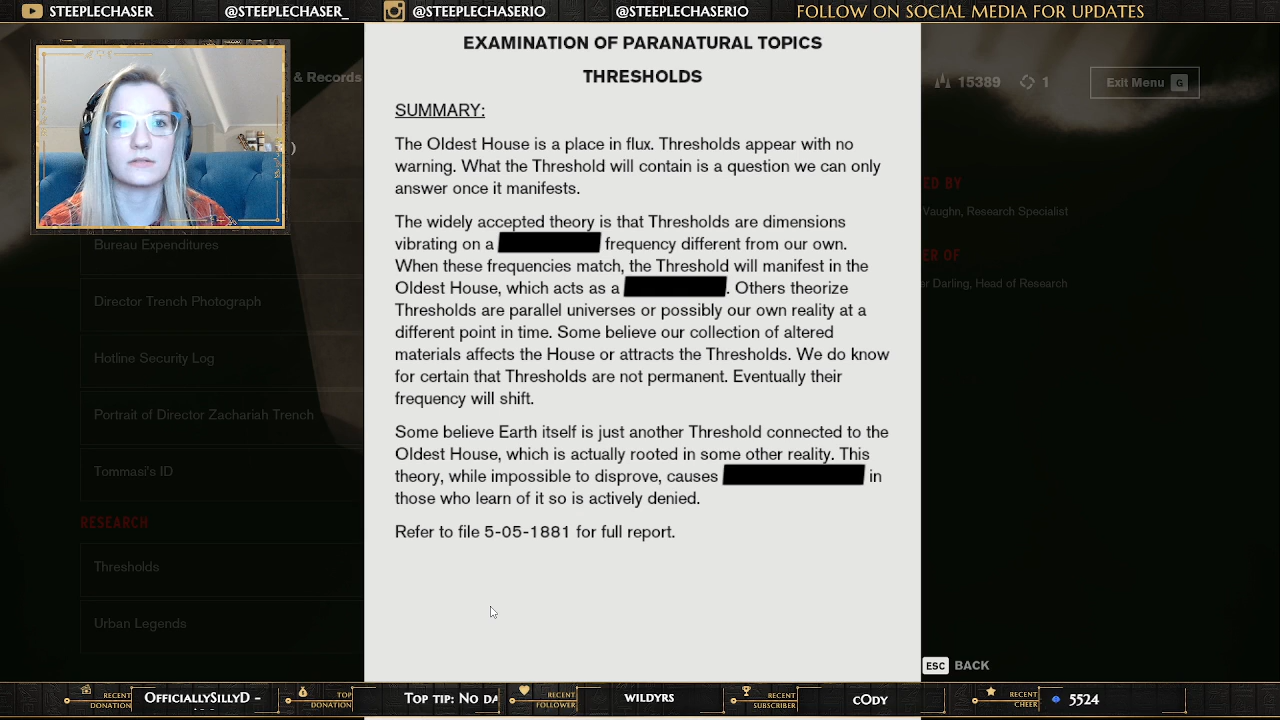 STEEPLECHASER
@STEEPLECHASER_
@STEEPLECHASERIO
@STEEPLECHASERIO
FOLLOW ON SOCIAL MEDIA FOR UPDATES
& Records
)
Bureau Expenditures
Director Trench Photograph
Hotline Security Log
Portrait of Director Zachariah Trench
Tommasi's ID
RESEARCH
Thresholds
Urban Legends
EXAMINATION OF PARANATURAL TOPICS
THRESHOLDS
SUMMARY:
The Oldest House is a place in flux. Thresholds appear with no
warning. What the Threshold will contain is a question we can only
answer once it manifests.
The widely accepted theory is that Thresholds are dimensions
vibrating on a frequency different from our own.
When these frequencies match, the Threshold will manifest in the
Oldest House, which acts as a . Others theorize
Thresholds are parallel universes or possibly our own reality at a
different point in time. Some believe our collection of altered
materials affects the House or attracts the Thresholds. We do know
for certain that Thresholds are not permanent. Eventually their
frequency will shift.
Some believe Earth itself is just another Threshold connected to the
Oldest House, which is actually rooted in some other reality. This
theory, while impossible to disprove, causes in
those who learn of it so is actively denied.
Refer to file 5-05-1881 for full report.
15389
1
Exit Menu G
ED BY
Vaughn, Research Specialist
ER OF
er Darling, Head of Research
ESC BACK
RECENT
DONATION
OfficiallySillyD -
TOP
DONATION
Top tip: No da
RECENT
FOLLOWER
wildyrs
RECENT
SUBSCRIBER
c0dy
RECENT
CHEER
5524